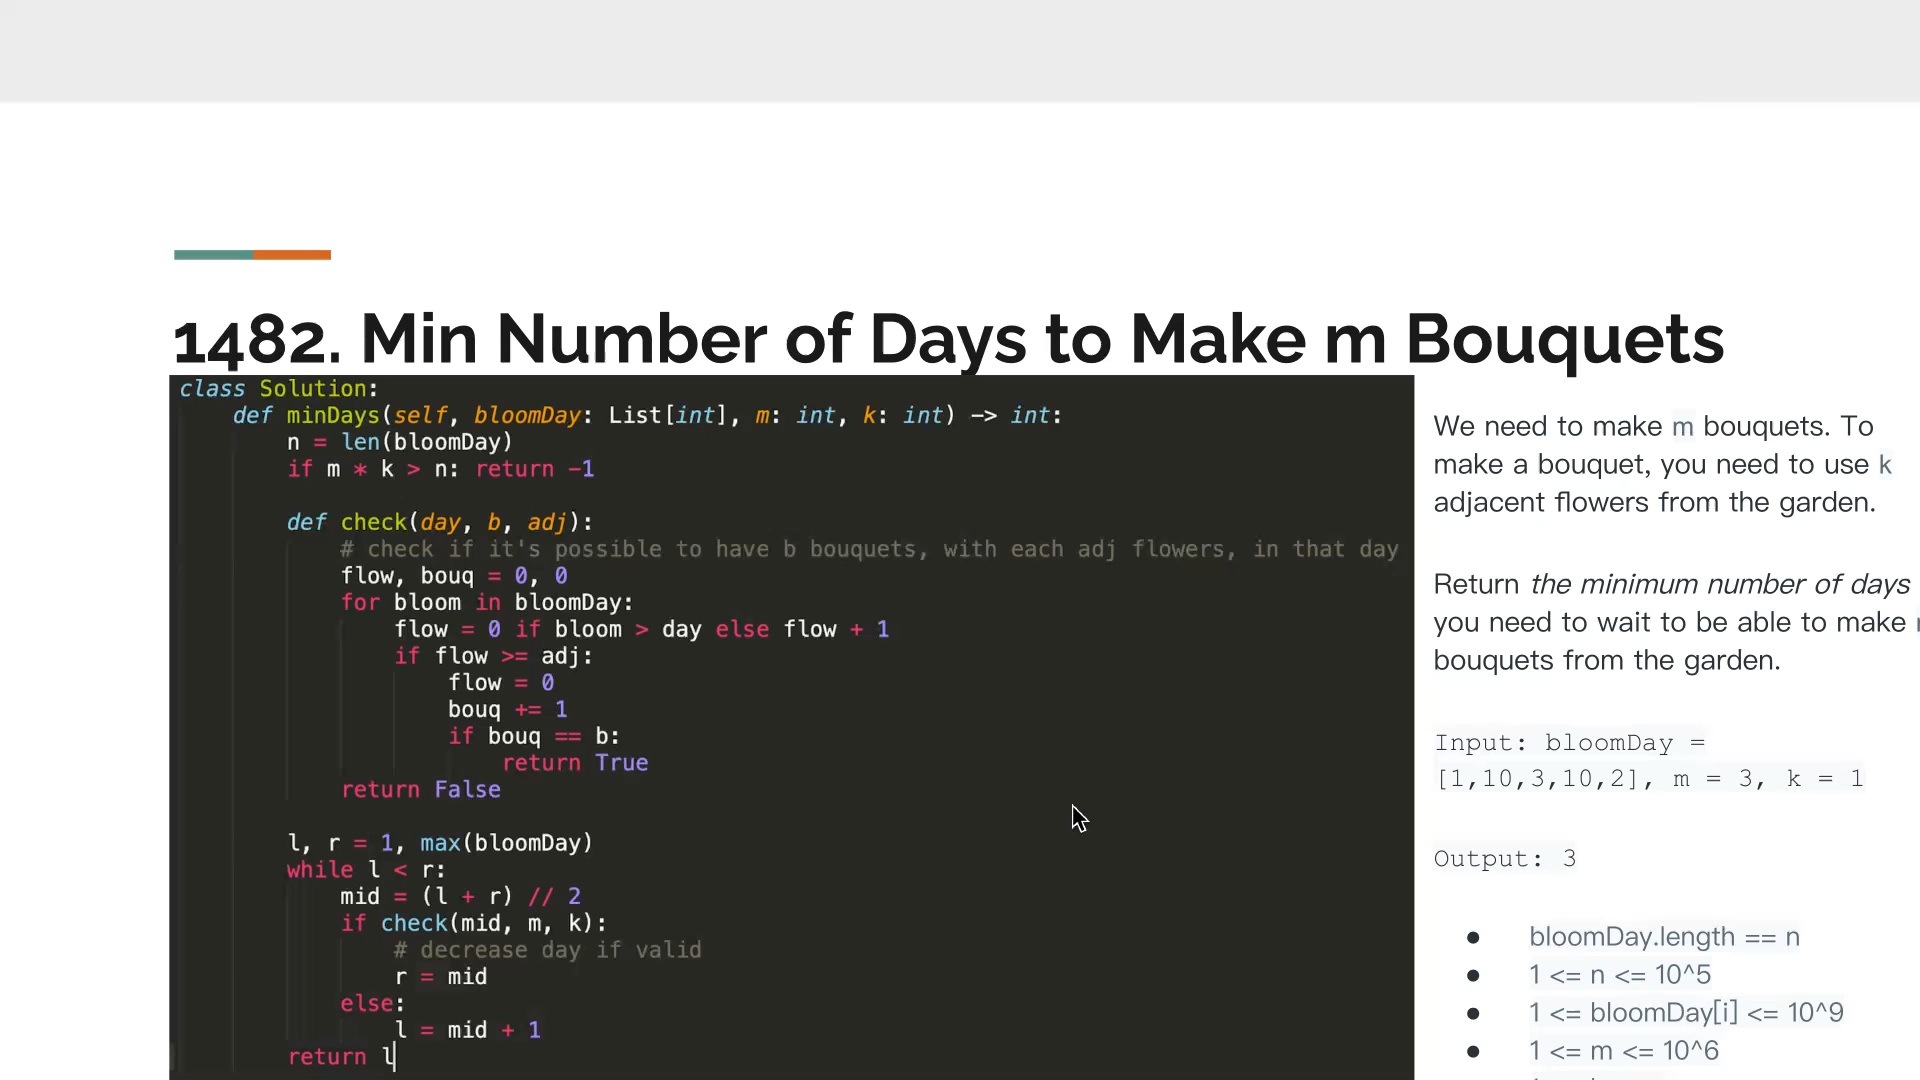 1482. Min Number of Days to Make m Bouquets
class Solution:
def minDays(self, bloomDay: List[int], m: int, k: int) -> int:
n = len(bloomDay)
if m * k > n: return -1
def check(day, b, adj):
# check if it's possible to have b bouquets, with each adj flowers, in that day
flow, bouq = 0, 0
for bloom in bloomDay:
flow = 0 if bloom > day else flow + 1
if flow >= adj:
flow = 0
bouq += 1
if bouq == b:
return True
return False
l, r = 1, max(bloomDay)
while l < r:
mid = (l + r) // 2
if check(mid, m, k):
# decrease day if valid
r = mid
else:
l = mid + 1
return l
We need to make m bouquets. To
make a bouquet, you need to use k
adjacent flowers from the garden.
Return the minimum number of days
you need to wait to be able to make
bouquets from the garden.
Input: bloomDay =
[1,10,3,10,2], m = 3, k = 1
Output: 3
● bloomDay.length == n
● 1 <= n <= 10^5
● 1 <= bloomDay[i] <= 10^9
● 1 <= m <= 10^6